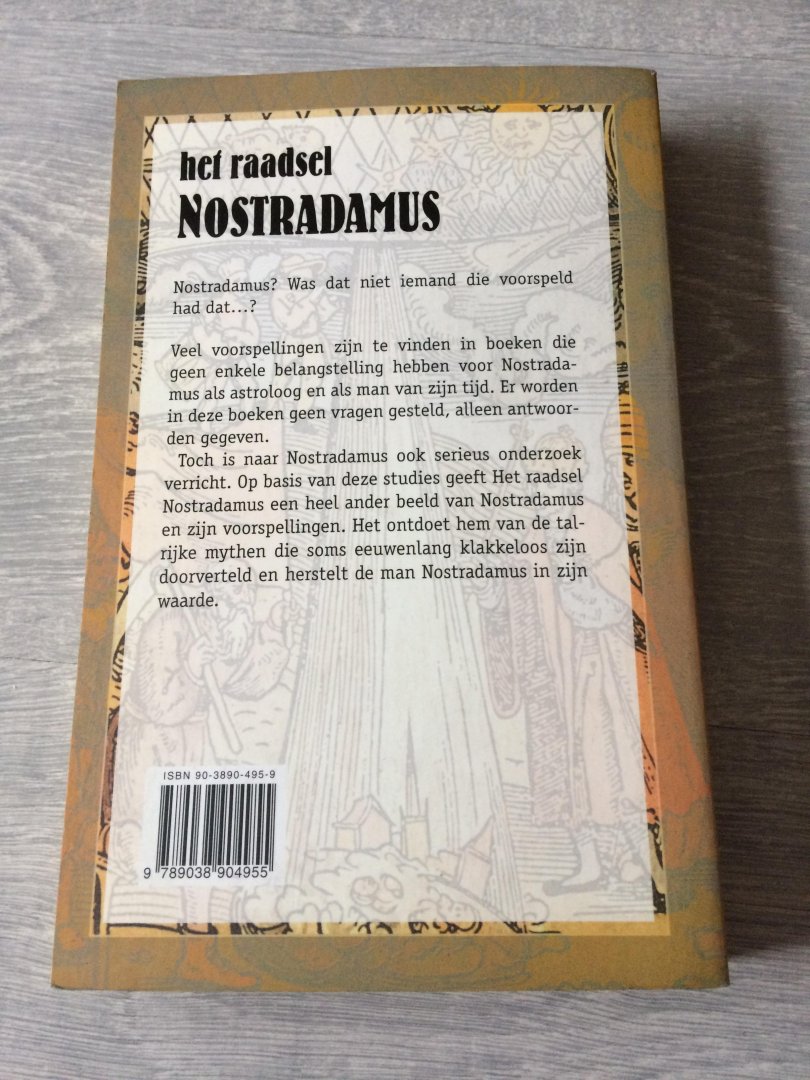 het raadsel
NOSTRADAMUS
Nostradamus? Was dat niet iemand die voorspeld
had dat...?
Veel voorspellingen zijn te vinden in boeken die
geen enkele belangstelling hebben voor Nostrada-
mus als astroloog en als man van zijn tijd. Er worden
in deze boeken geen vragen gesteld, alleen antwoor-
den gegeven.
Toch is naar Nostradamus ook serieus onderzoek
verricht. Op basis van deze studies geeft Het raadsel
Nostradamus een heel ander beeld van Nostradamus
en zijn voorspellingen. Het ontdoet hem van de tal-
rijke mythen die soms eeuwenlang klakkeloos zijn
doorverteld en herstelt de man Nostradamus in zijn
waarde.
ISBN 90-3890-495-9
9 789038 904955